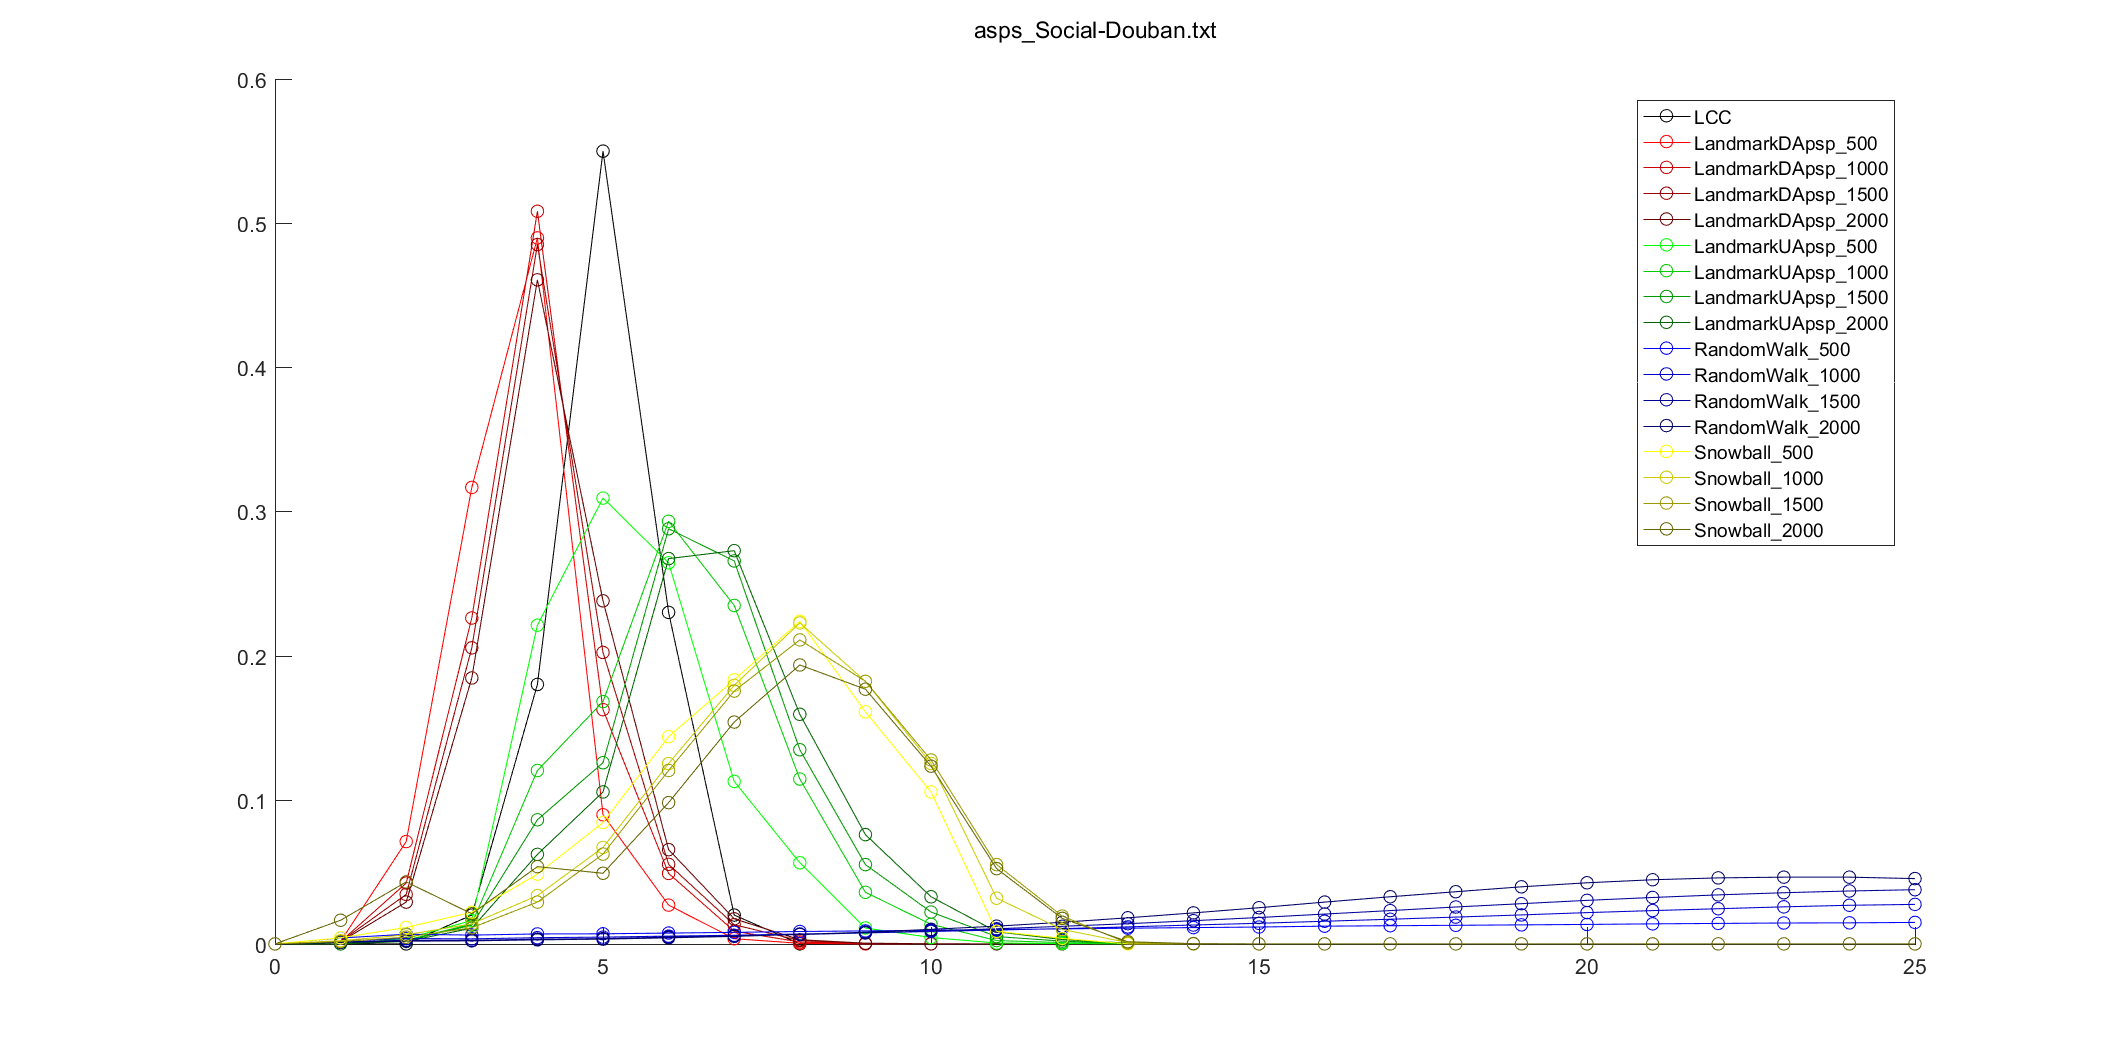 asps_Social-Douban.txt
0.6
0.5
0.4
0.3
0.2
0.1
0
0
5
10
15
20
25
LCC
LandmarkDApsp_500
LandmarkDApsp_1000
LandmarkDApsp_1500
LandmarkDApsp_2000
LandmarkUApsp_500
LandmarkUApsp_1000
LandmarkUApsp_1500
LandmarkUApsp_2000
RandomWalk_500
RandomWalk_1000
RandomWalk_1500
RandomWalk_2000
Snowball_500
Snowball_1000
Snowball_1500
Snowball_2000